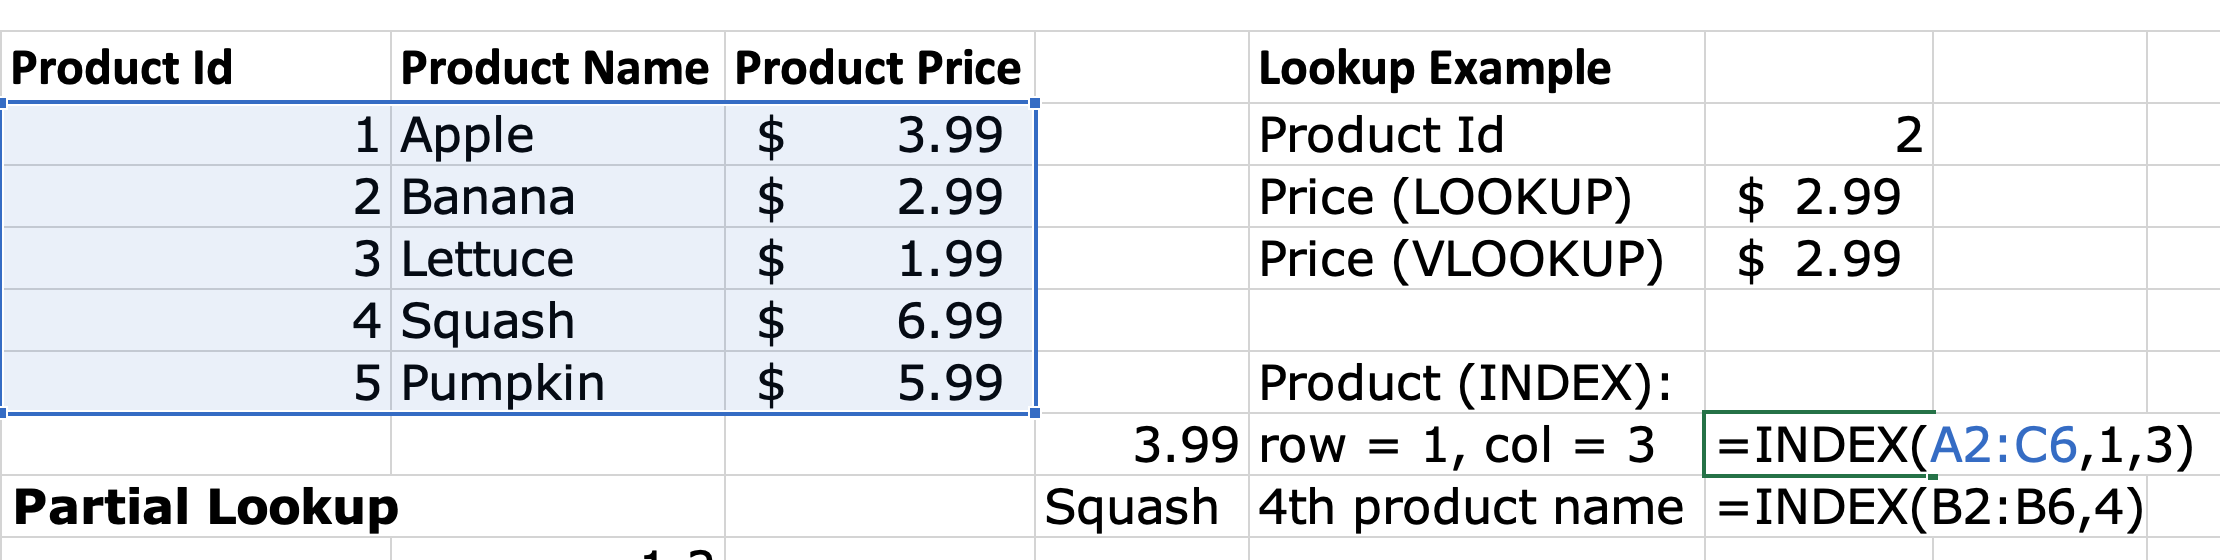 Product Id Product Name Product Price Lookup Example
1 Apple $ 3.99 Product Id 2
2 Banana $ 2.99 Price (LOOKUP) $ 2.99
3 Lettuce $ 1.99 Price (VLOOKUP) $ 2.99
4 Squash $ 6.99
5 Pumpkin $ 5.99 Product (INDEX):
3.99 row = 1, col = 3 =INDEX(A2:C6,1,3)
Partial Lookup Squash 4th product name =INDEX(B2:B6,4)